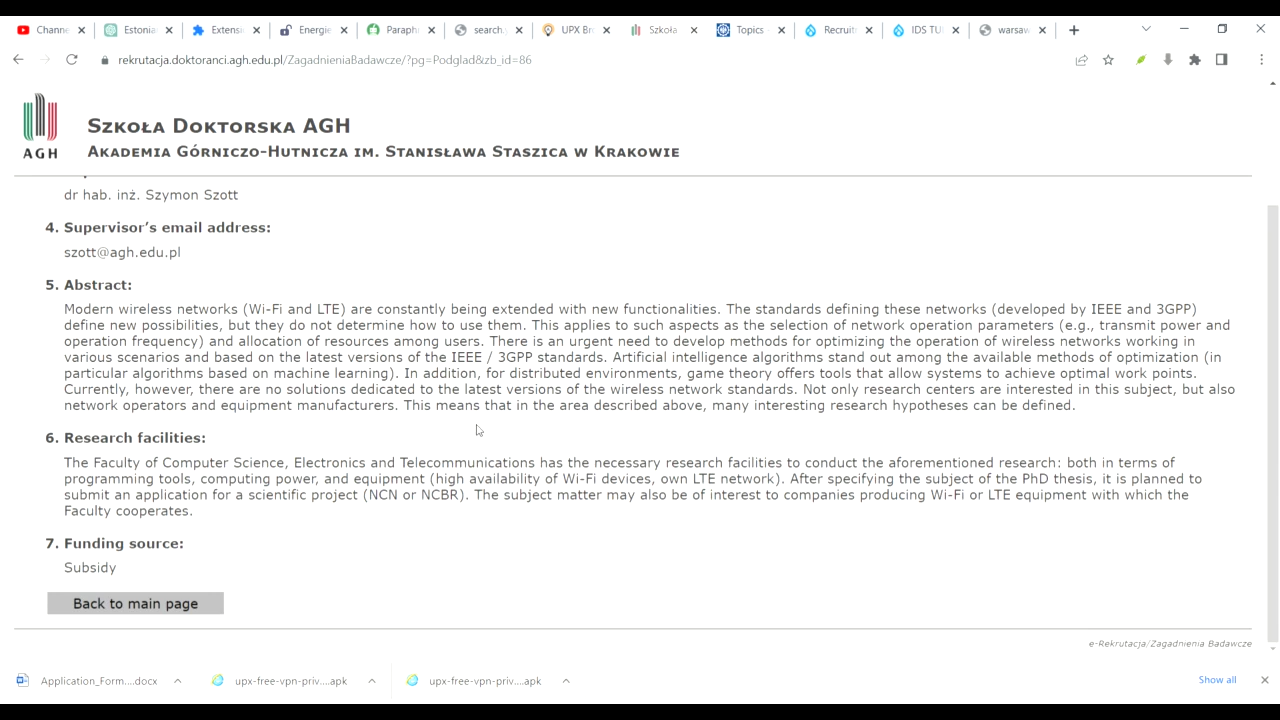 Channe
Estonia
Extensi
Energie
Paraph
search.
UPX Br
Szkoła
Topics
Recruit
IDS TU
warsaw
rekrutacja.doktoranci.agh.edu.pl/ZagadnieniaBadawcze/?pg=Podglad&zb_id=86
AGH
Szkoła Doktorska AGH
Akademia Górniczo-Hutnicza im. Stanisława Staszica w Krakowie
dr hab. inż. Szymon Szott
4. Supervisor's email address:
szott@agh.edu.pl
5. Abstract:
Modern wireless networks (Wi-Fi and LTE) are constantly being extended with new functionalities. The standards defining these networks (developed by IEEE and 3GPP)
define new possibilities, but they do not determine how to use them. This applies to such aspects as the selection of network operation parameters (e.g., transmit power and
operation frequency) and allocation of resources among users. There is an urgent need to develop methods for optimizing the operation of wireless networks working in
various scenarios and based on the latest versions of the IEEE / 3GPP standards. Artificial intelligence algorithms stand out among the available methods of optimization (in
particular algorithms based on machine learning). In addition, for distributed environments, game theory offers tools that allow systems to achieve optimal work points.
Currently, however, there are no solutions dedicated to the latest versions of the wireless network standards. Not only research centers are interested in this subject, but also
network operators and equipment manufacturers. This means that in the area described above, many interesting research hypotheses can be defined.
6. Research facilities:
The Faculty of Computer Science, Electronics and Telecommunications has the necessary research facilities to conduct the aforementioned research: both in terms of
programming tools, computing power, and equipment (high availability of Wi-Fi devices, own LTE network). After specifying the subject of the PhD thesis, it is planned to
submit an application for a scientific project (NCN or NCBR). The subject matter may also be of interest to companies producing Wi-Fi or LTE equipment with which the
Faculty cooperates.
7. Funding source:
Subsidy
Back to main page
e-Rekrutacja/Zagadnienia Badawcze
Application_Form....docx
upx-free-vpn-priv....apk
upx-free-vpn-priv....apk
Show all